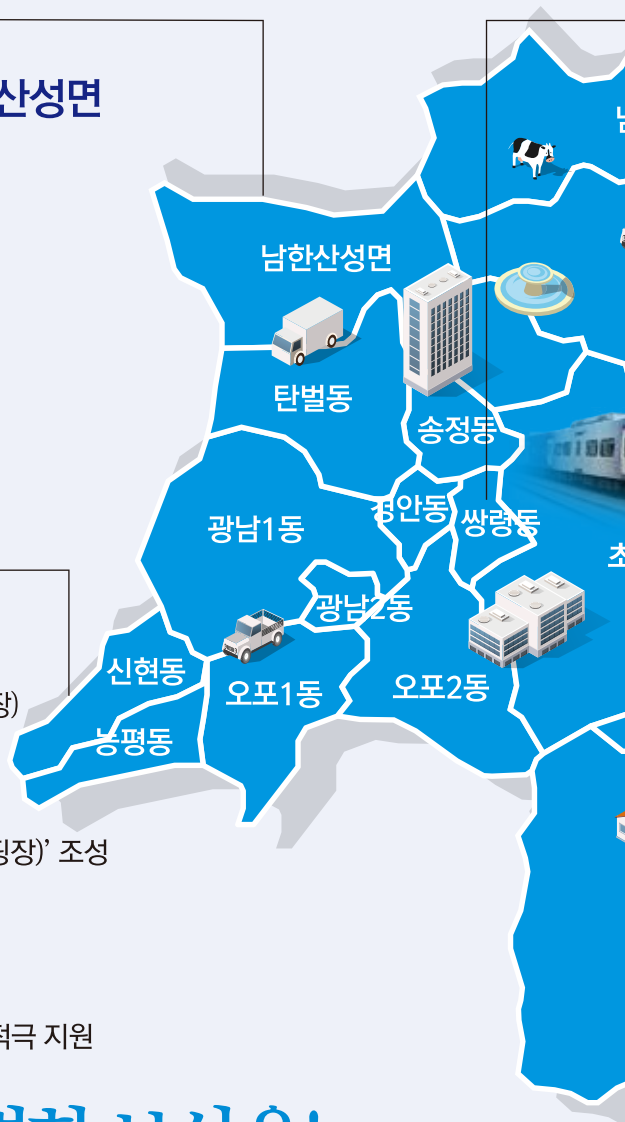 산성면
남한산성면
탄벌동
송정동
경안동
쌍령동
광남1동
광남2동
신현동
오포1동
오포2동
능평동
장)’ 조성
적극 지원